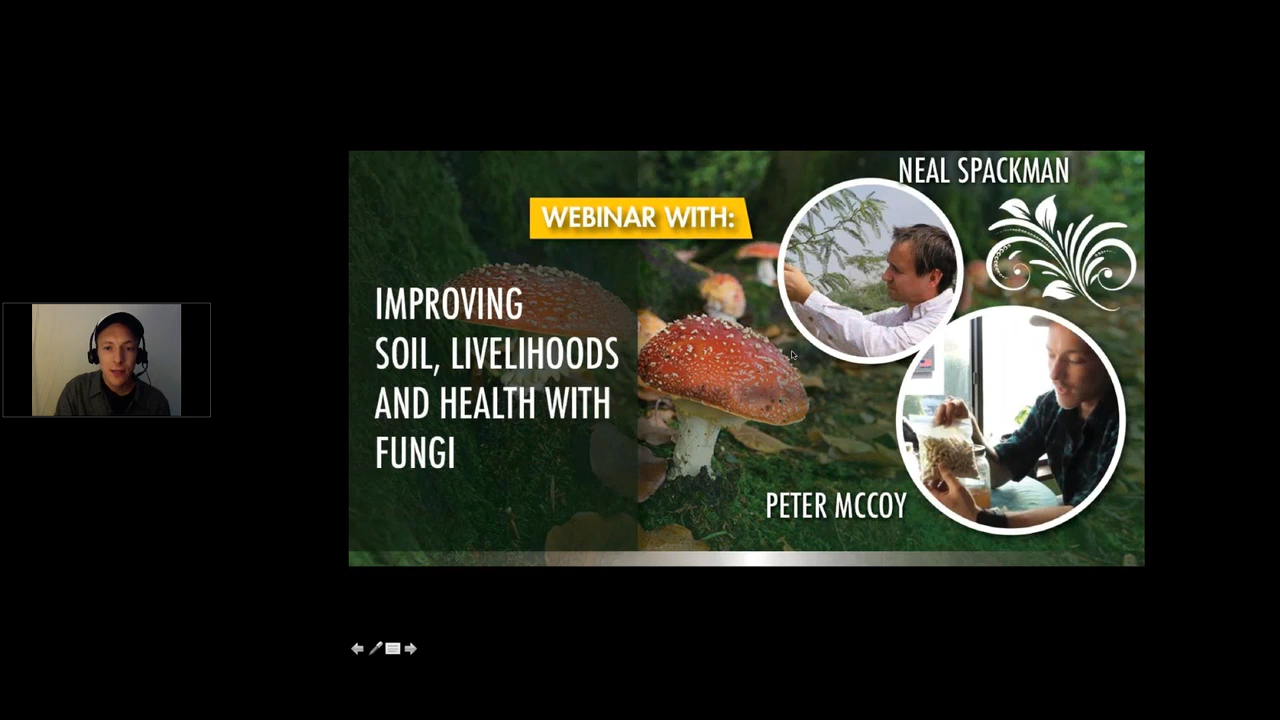 NEAL SPACKMAN
WEBINAR WITH:
IMPROVING
SOIL, LIVELIHOODS
AND HEALTH WITH
FUNGI
PETER MCCOY